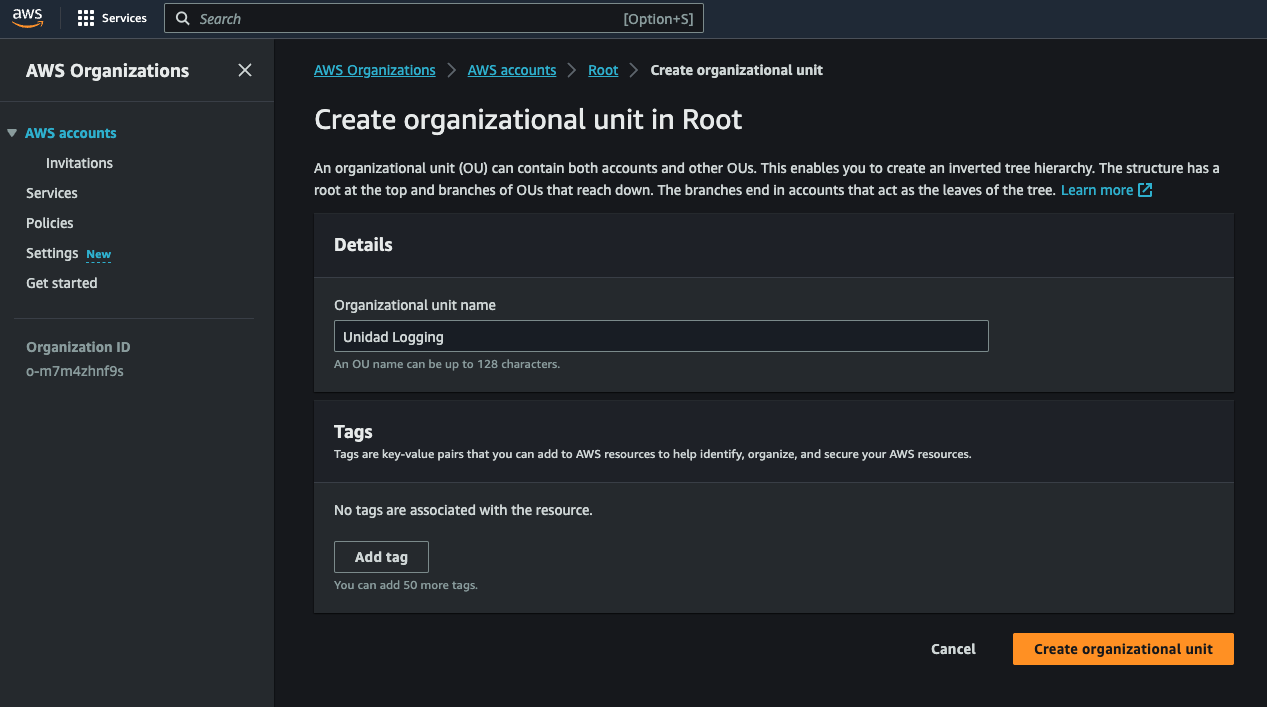 aws
Services
Search
[Option+S]
AWS Organizations
AWS accounts
Invitations
Services
Policies
Settings New
Get started
Organization ID
o-m7m4zhnf9s
AWS Organizations > AWS accounts > Root > Create organizational unit
Create organizational unit in Root
An organizational unit (OU) can contain both accounts and other OUs. This enables you to create an inverted tree hierarchy. The structure has a
root at the top and branches of OUs that reach down. The branches end in accounts that act as the leaves of the tree. Learn more
Details
Organizational unit name
Unidad Logging
An OU name can be up to 128 characters.
Tags
Tags are key-value pairs that you can add to AWS resources to help identify, organize, and secure your AWS resources.
No tags are associated with the resource.
Add tag
You can add 50 more tags.
Cancel
Create organizational unit